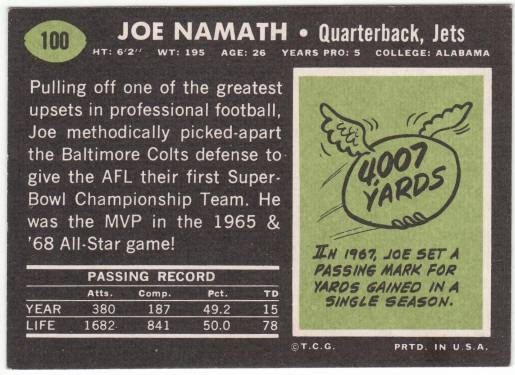 100
JOE NAMATH • Quarterback, Jets
HT: 6'2" WT: 195 AGE: 26 YEARS PRO: 5 COLLEGE: ALABAMA
Pulling off one of the greatest
upsets in professional football,
Joe methodically picked-apart
the Baltimore Colts defense to
give the AFL their first Super-
Bowl Championship Team. He
was the MVP in the 1965 &
'68 All-Star game!
PASSING RECORD
Atts. Comp. Pct. TD
YEAR 380 187 49.2 15
LIFE 1682 841 50.0 78
4,007
YARDS
IN 1967, JOE SET A
PASSING MARK FOR
YARDS GAINED IN A
SINGLE SEASON.
© T.C.G. PRTD. IN U.S.A.